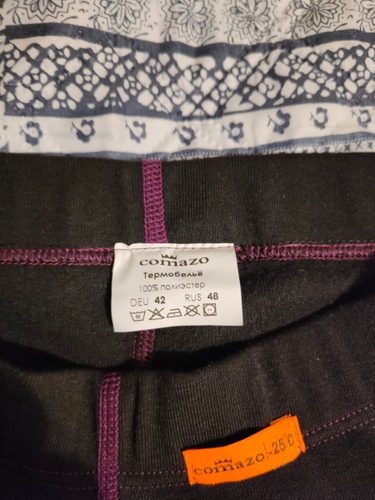 comazo
Термобельё
100% полиэстер
DEU 42 RUS 48
comazo -25°C